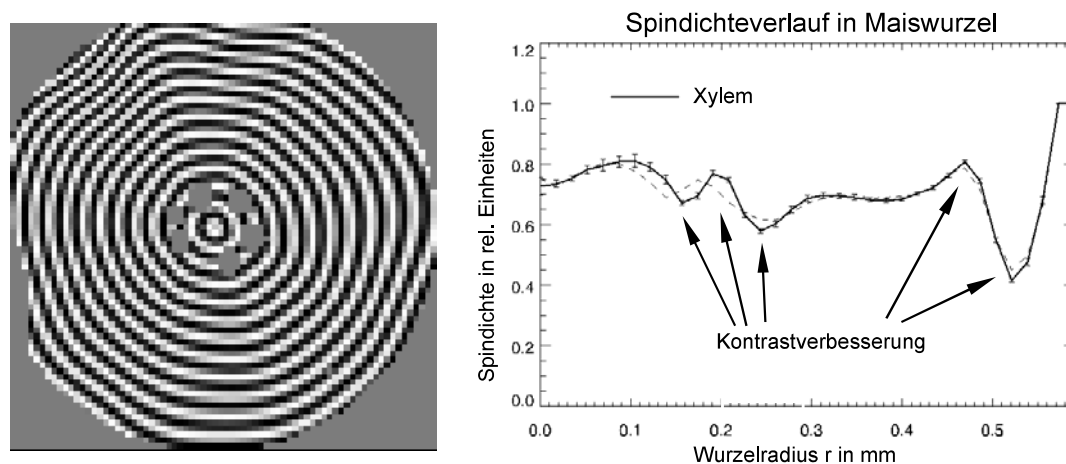 Spindichteverlauf in Maiswurzel
Spindichte in rel. Einheiten
1.2
1.0
0.8
0.6
0.4
0.2
0.0
Xylem
Kontrastverbesserung
0.0 0.1 0.2 0.3 0.4 0.5
Wurzelradius r in mm